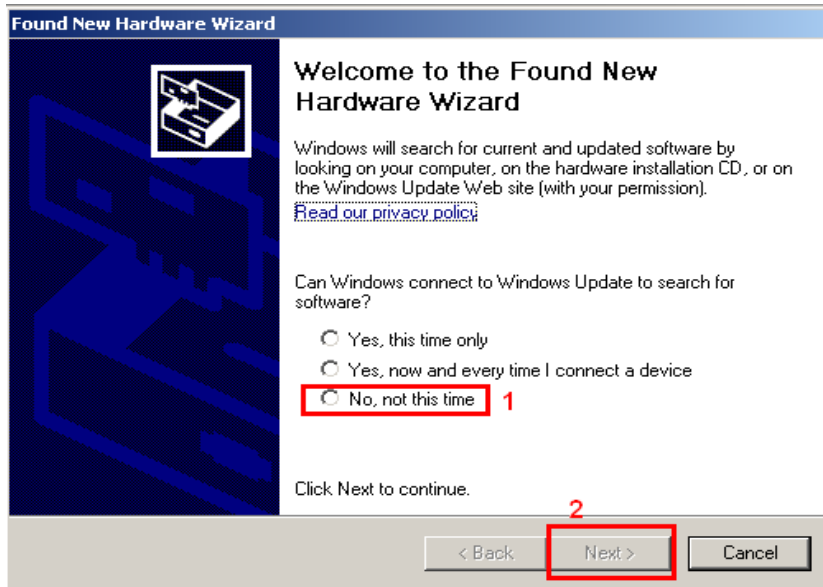 Found New Hardware Wizard
Welcome to the Found New
Hardware Wizard
Windows will search for current and updated software by
looking on your computer, on the hardware installation CD, or on
the Windows Update Web site (with your permission).
Read our privacy policy
Can Windows connect to Windows Update to search for
software?
Yes, this time only
Yes, now and every time I connect a device
No, not this time 1
Click Next to continue.
2
< Back Next > Cancel